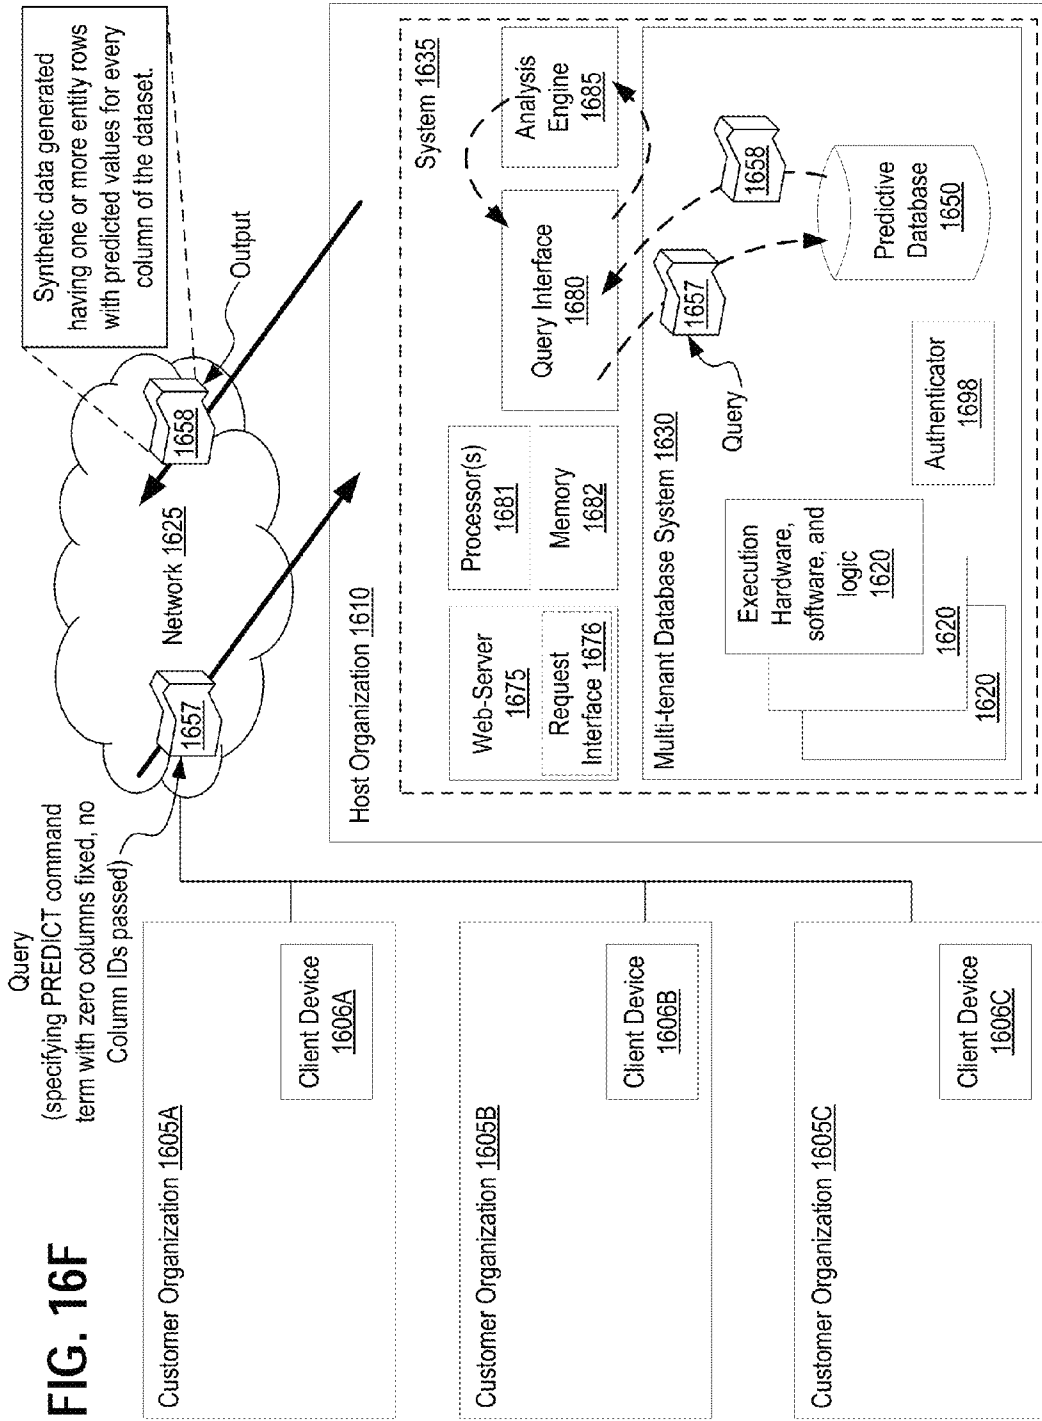 FIG. 16F
Query
(specifying PREDICT command
term with zero columns fixed, no
Column IDs passed)
Synthetic data generated
having one or more entity rows
with predicted values for every
column of the dataset.
Output
1658
Network 1625
1657
Customer Organization 1605A
Client Device
1606A
Customer Organization 1605B
Client Device
1606B
Customer Organization 1605C
Client Device
1606C
Host Organization 1610
System 1635
Web-Server
1675
Request
Interface 1676
Processor(s)
1681
Memory
1682
Query Interface
1680
Analysis
Engine
1685
Multi-tenant Database System 1630
Query
1657
1658
Execution
Hardware,
software, and
logic
1620
1620
1620
Authenticator
1698
Predictive
Database
1650